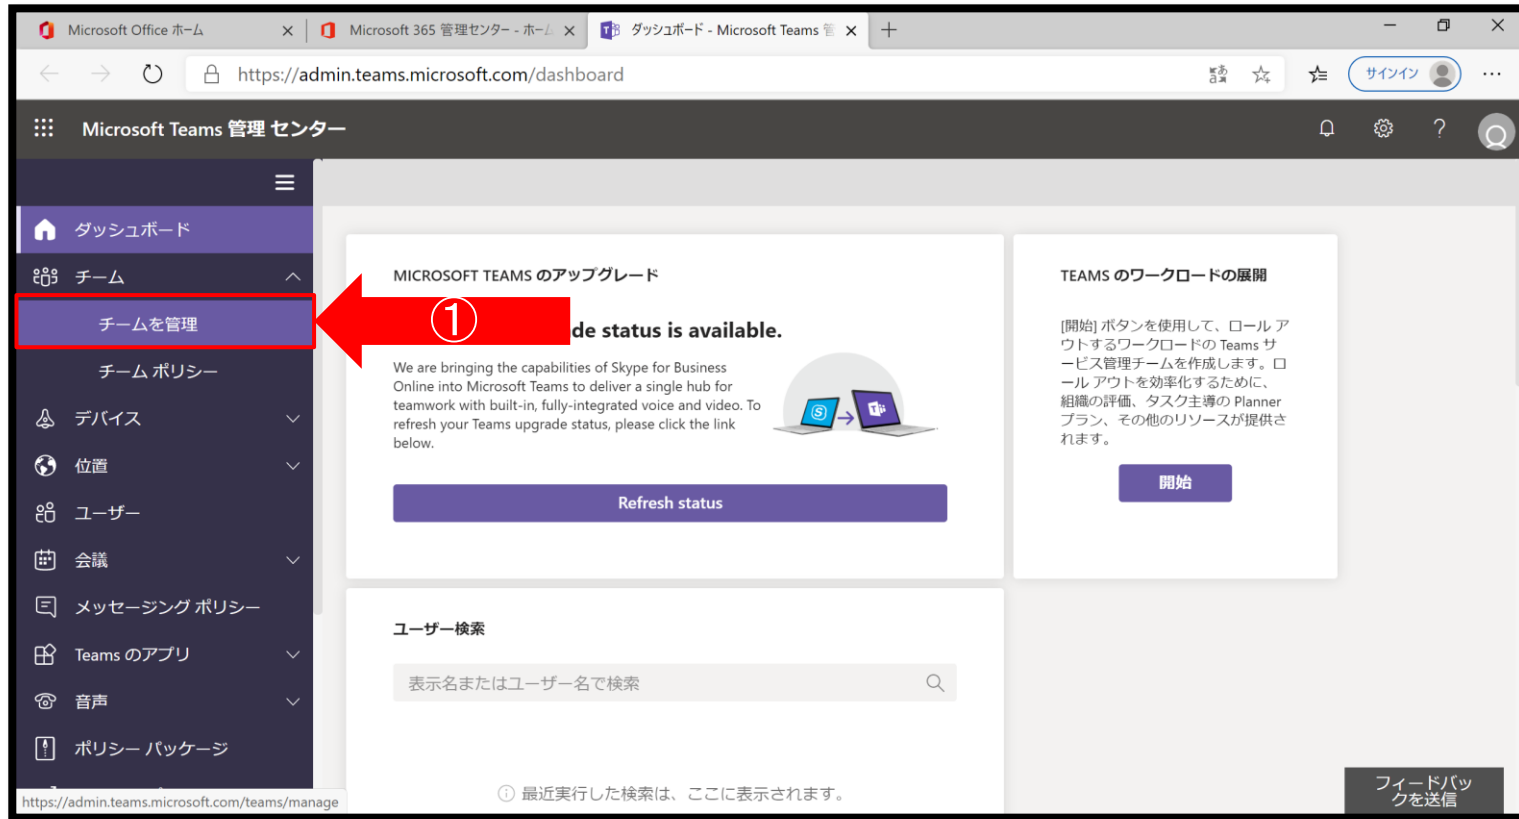 Microsoft Office ホーム
Microsoft 365 管理センター - ホーム
ダッシュボード - Microsoft Teams 管
https://admin.teams.microsoft.com/dashboard
サインイン
Microsoft Teams 管理 センター
ダッシュボード
チーム
チームを管理
チーム ポリシー
デバイス
位置
ユーザー
会議
メッセージング ポリシー
Teams のアプリ
音声
ポリシー パッケージ
https://admin.teams.microsoft.com/teams/manage
①
MICROSOFT TEAMS のアップグレード
de status is available.
We are bringing the capabilities of Skype for Business
Online into Microsoft Teams to deliver a single hub for
teamwork with built-in, fully-integrated voice and video. To
refresh your Teams upgrade status, please click the link
below.
Refresh status
TEAMS のワークロードの展開
[開始] ボタンを使用して、ロール ア
ウトするワークロードの Teams サ
ービス管理チームを作成します。ロ
ール アウトを効率化するために、
組織の評価、タスク主導の Planner
プラン、その他のリソースが提供さ
れます。
開始
ユーザー検索
表示名またはユーザー名で検索
最近実行した検索は、ここに表示されます。
フィードバッ
クを送信